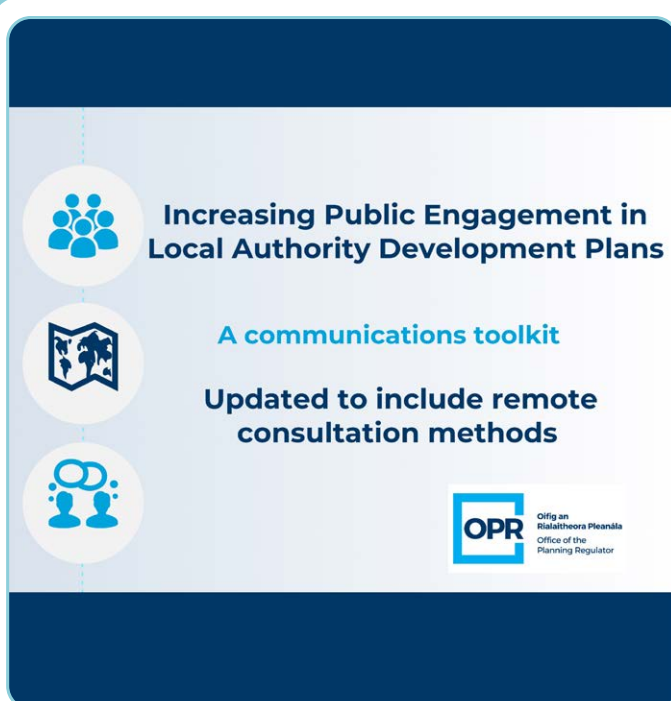 Increasing Public Engagement in
Local Authority Development Plans
A communications toolkit
Updated to include remote
consultation methods
OPR
Oifig an
Rialaitheora Pleanála
Office of the
Planning Regulator